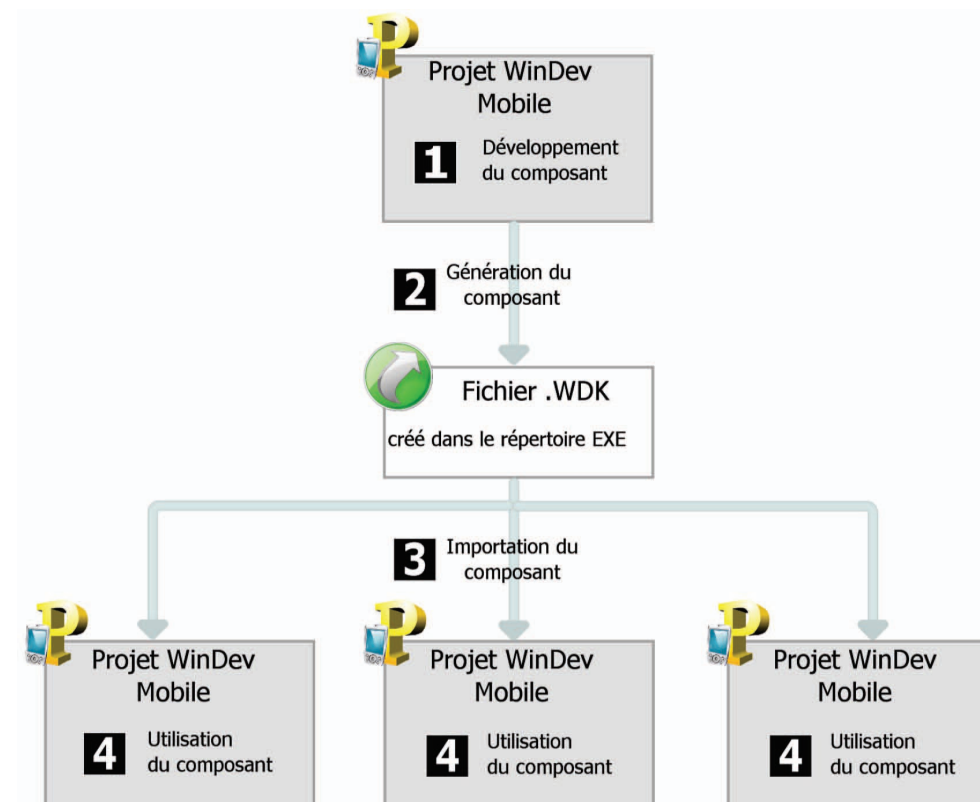 Projet WinDev
Mobile
1
Développement
du composant
2
Génération du
composant
Fichier .WDK
créé dans le répertoire EXE
3
Importation du
composant
Projet WinDev
Mobile
4
Utilisation
du composant
Projet WinDev
Mobile
4
Utilisation
du composant
Projet WinDev
Mobile
4
Utilisation
du composant